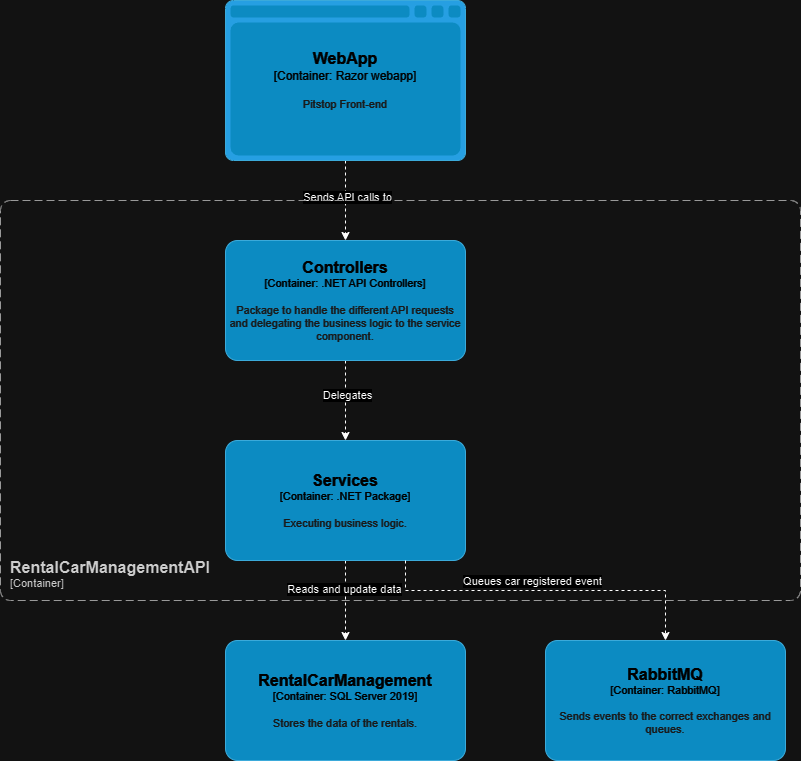 WebApp
[Container: Razor webapp]
Pitstop Front-end
Sends API calls to
Controllers
[Container: .NET API Controllers]
Package to handle the different API requests
and delegating the business logic to the service
component.
Delegates
Services
[Container: .NET Package]
Executing business logic.
RentalCarManagementAPI
[Container]
Reads and update data
Queues car registered event
RentalCarManagement
[Container: SQL Server 2019]
Stores the data of the rentals.
RabbitMQ
[Container: RabbitMQ]
Sends events to the correct exchanges and
queues.